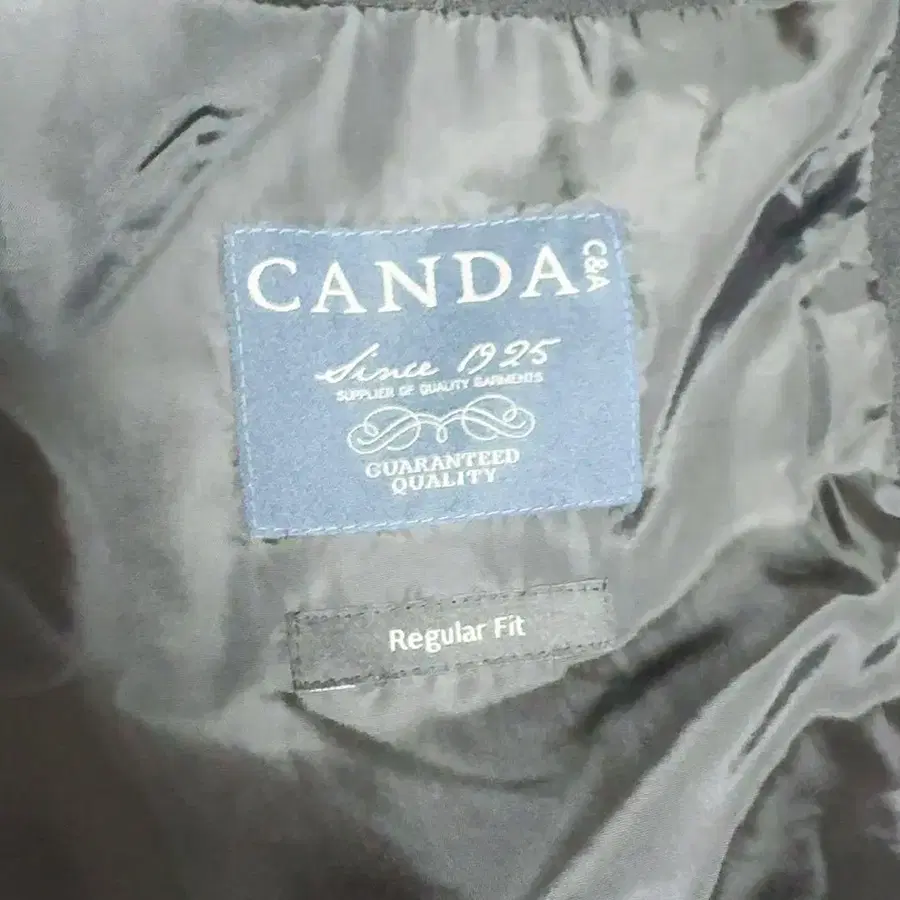 CANDA C&A
Since 1925
SUPPLIER OF QUALITY GARMENTS
GUARANTEED
QUALITY
Regular Fit